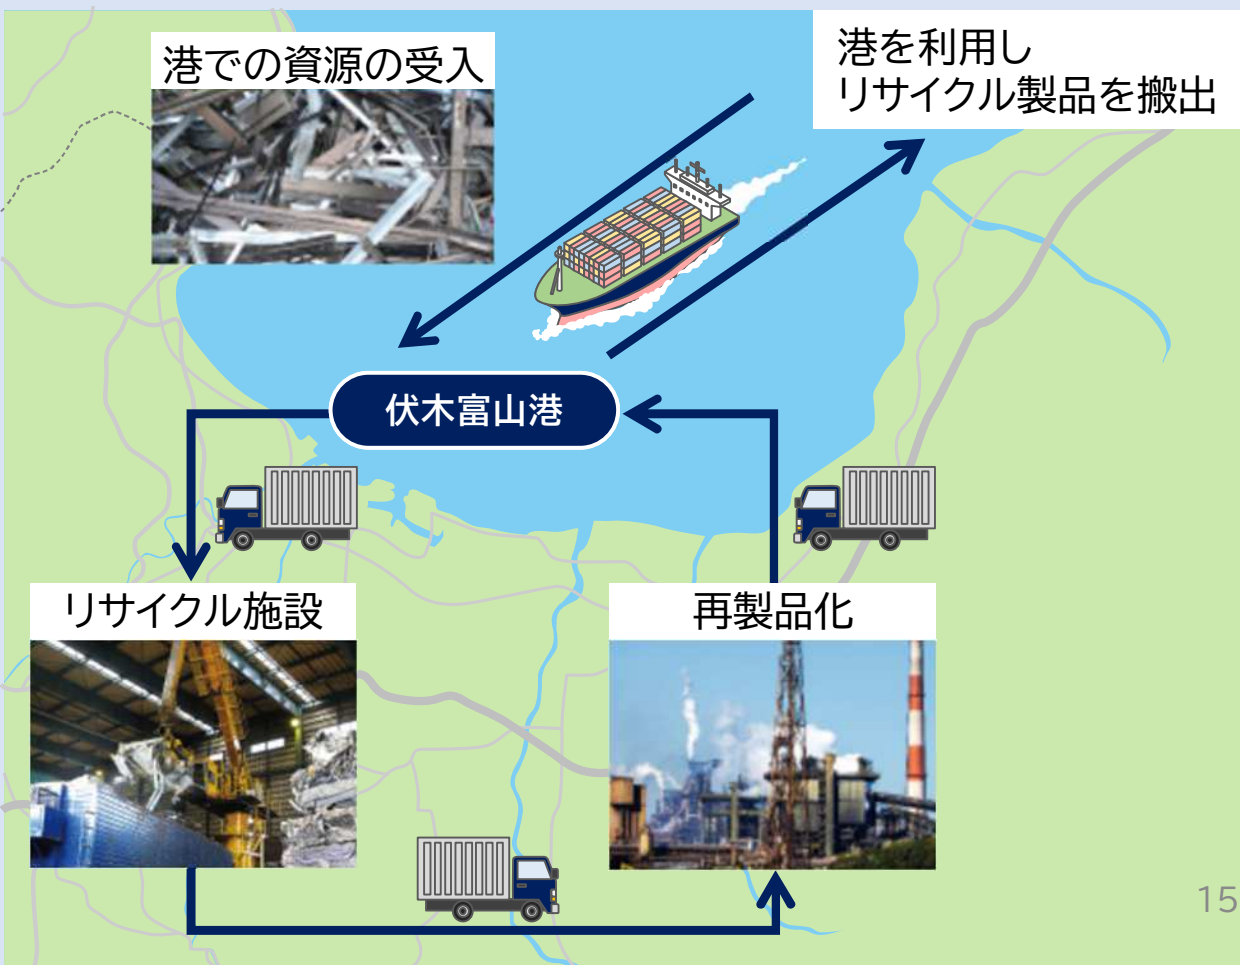 港での資源の受入
港を利用し
リサイクル製品を搬出
伏木富山港
リサイクル施設
再製品化
15